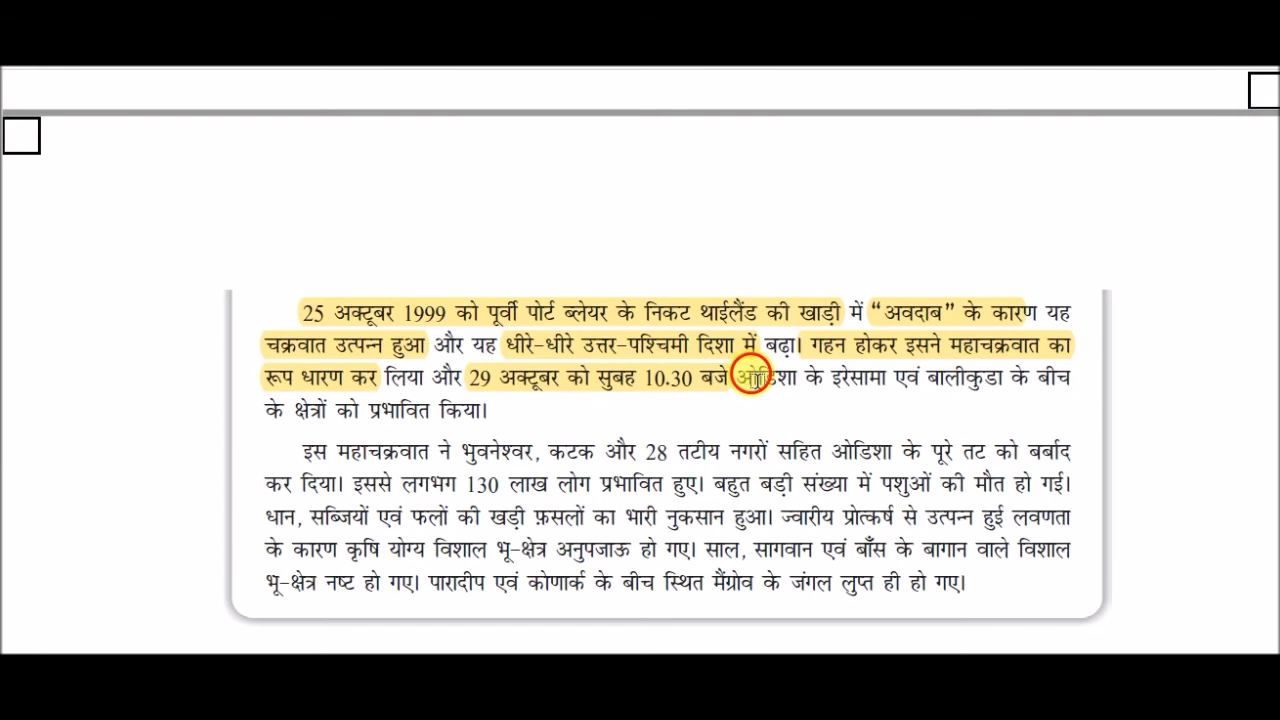 25 अक्टूबर 1999 को पूर्वी पोर्ट ब्लेयर के निकट थाईलैंड की खाड़ी में “अवदाब” के कारण यह
चक्रवात उत्पन्न हुआ और यह धीरे-धीरे उत्तर-पश्चिमी दिशा में बढ़ा। गहन होकर इसने महाचक्रवात का
रूप धारण कर लिया और 29 अक्टूबर को सुबह 10.30 बजे ओडिशा के इरेसामा एवं बालीकुडा के बीच
के क्षेत्रों को प्रभावित किया।
इस महाचक्रवात ने भुवनेश्वर, कटक और 28 तटीय नगरों सहित ओडिशा के पूरे तट को बर्बाद
कर दिया। इससे लगभग 130 लाख लोग प्रभावित हुए। बहुत बड़ी संख्या में पशुओं की मौत हो गई।
धान, सब्जियों एवं फलों की खड़ी फ़सलों का भारी नुकसान हुआ। ज्वारीय प्रोत्कर्ष से उत्पन्न हुई लवणता
के कारण कृषि योग्य विशाल भू-क्षेत्र अनुपजाऊ हो गए। साल, सागवान एवं बाँस के बागान वाले विशाल
भू-क्षेत्र नष्ट हो गए। पारादीप एवं कोणार्क के बीच स्थित मैंग्रोव के जंगल लुप्त ही हो गए।